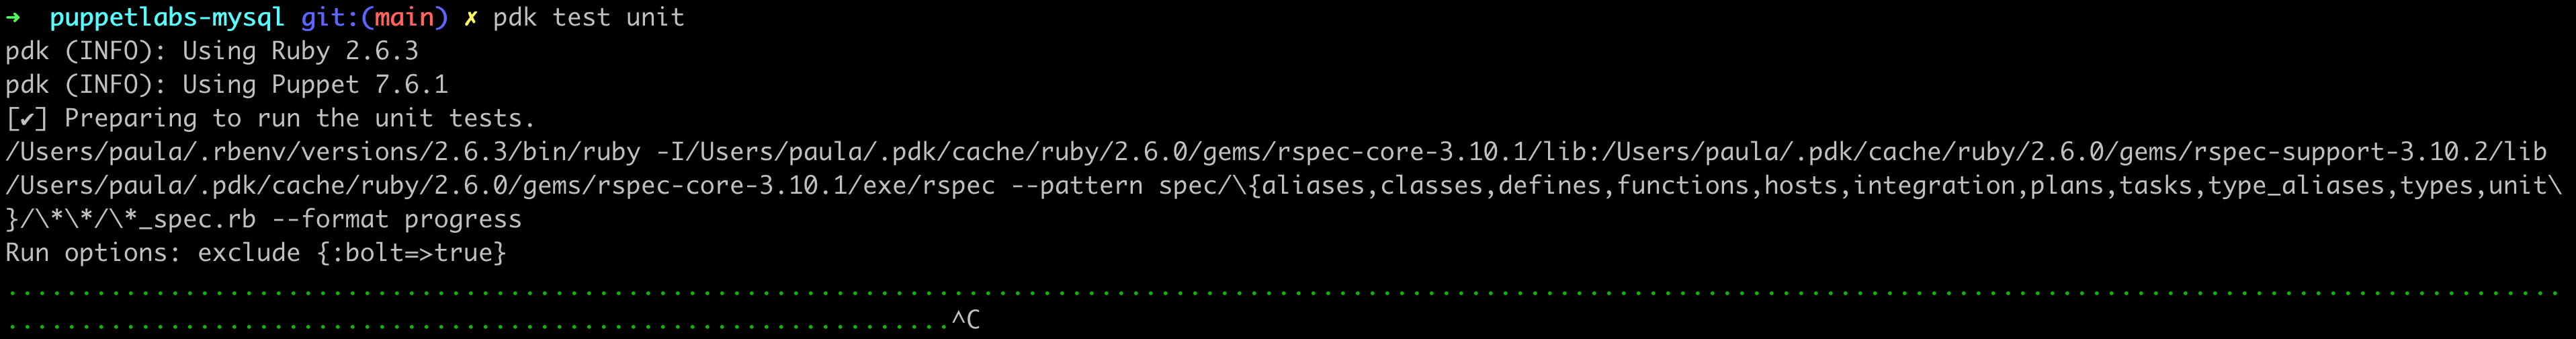 ➜  puppetlabs-mysql git:(main) ✗ pdk test unit
pdk (INFO): Using Ruby 2.6.3
pdk (INFO): Using Puppet 7.6.1
[✔] Preparing to run the unit tests.
/Users/paula/.rbenv/versions/2.6.3/bin/ruby -I/Users/paula/.pdk/cache/ruby/2.6.0/gems/rspec-core-3.10.1/lib:/Users/paula/.pdk/cache/ruby/2.6.0/gems/rspec-support-3.10.2/lib
/Users/paula/.pdk/cache/ruby/2.6.0/gems/rspec-core-3.10.1/exe/rspec --pattern spec/\{aliases,classes,defines,functions,hosts,integration,plans,tasks,type_aliases,types,unit\
}/\*\*/\*_spec.rb --format progress
Run options: exclude {:bolt=>true}
............................................................................................................................................................................
................................................................^C